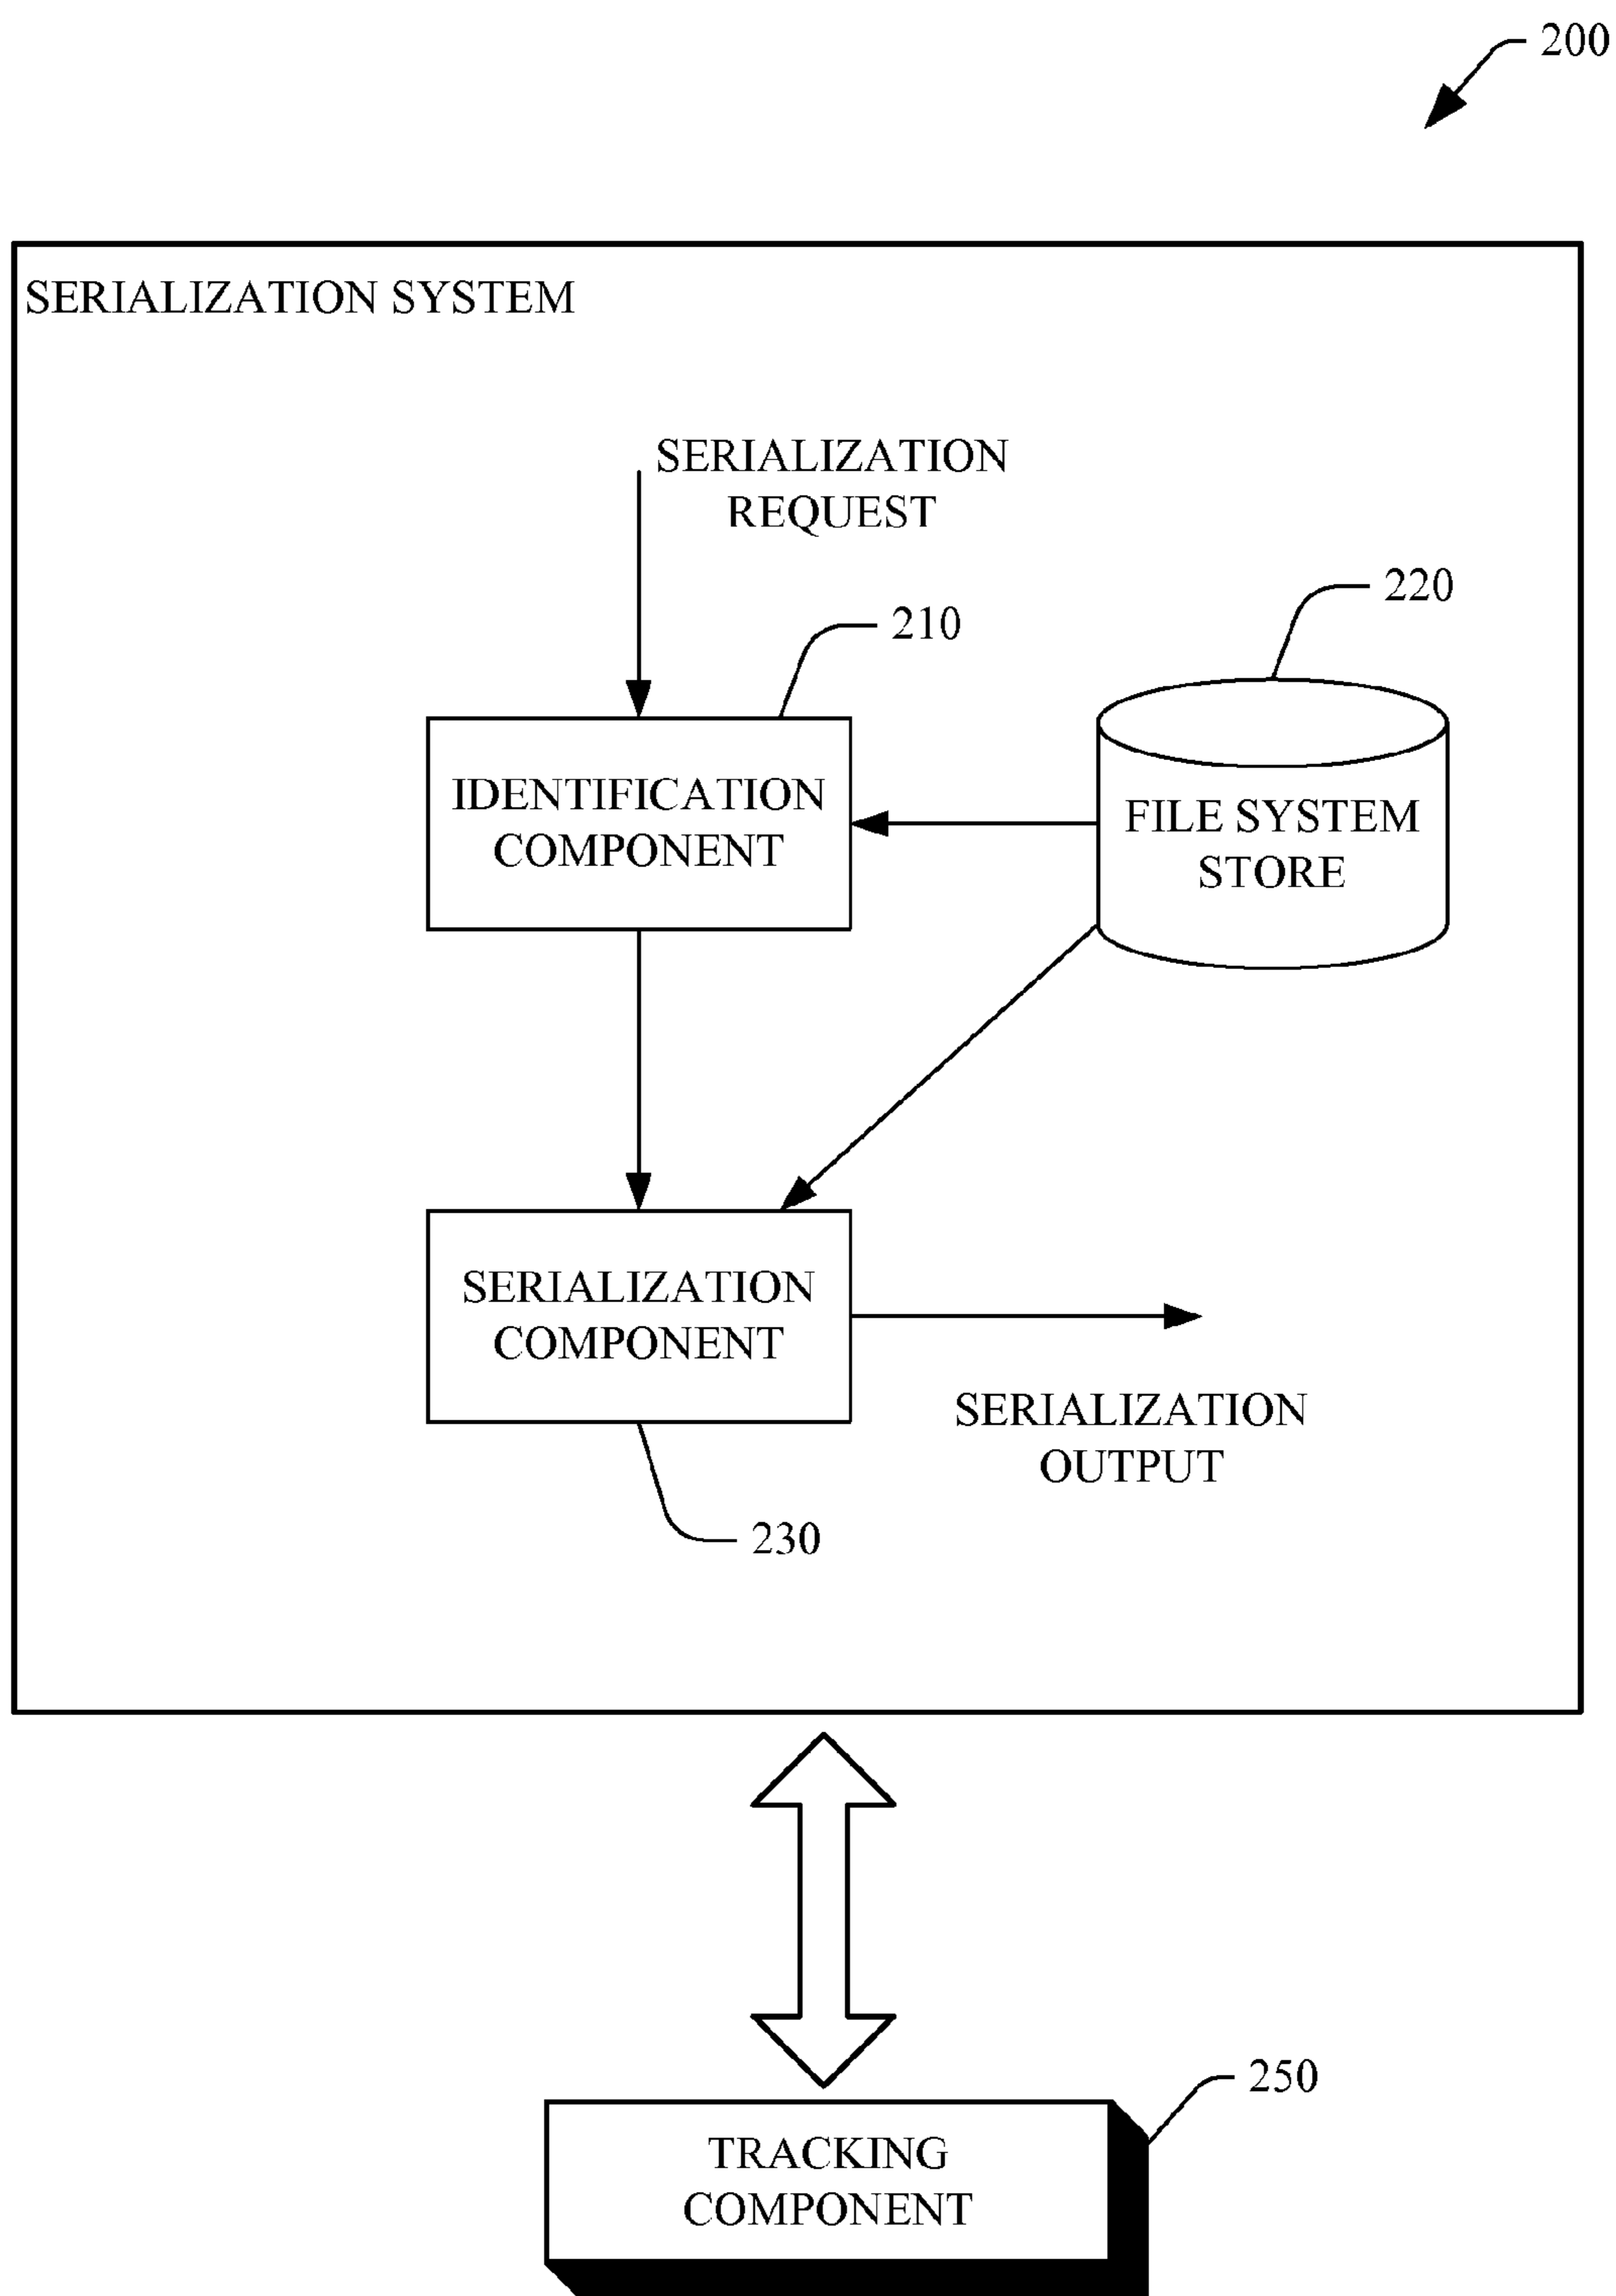 200
SERIALIZATION SYSTEM
SERIALIZATION
REQUEST
220
210
IDENTIFICATION
COMPONENT
FILE SYSTEM
STORE
SERIALIZATION
COMPONENT
SERIALIZATION
OUTPUT
230
250
TRACKING
COMPONENT